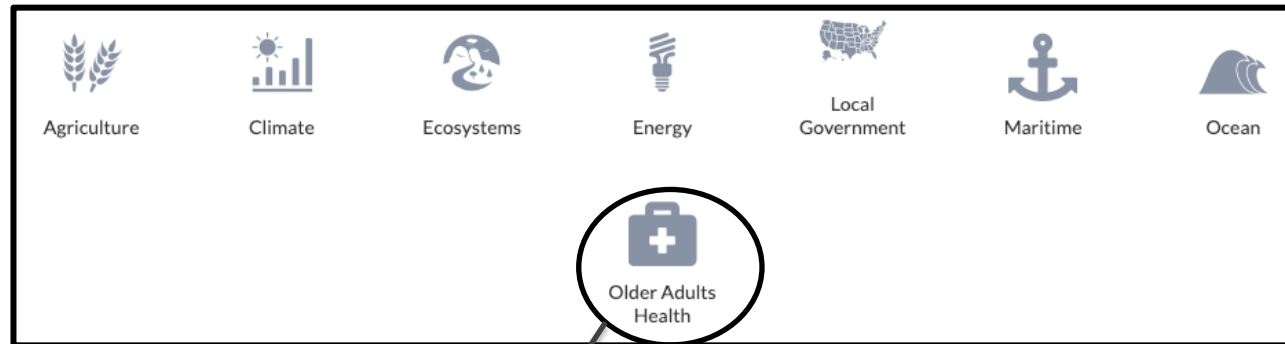 Agriculture
Climate
Ecosystems
Energy
Local
Government
Maritime
Ocean
Older Adults
Health